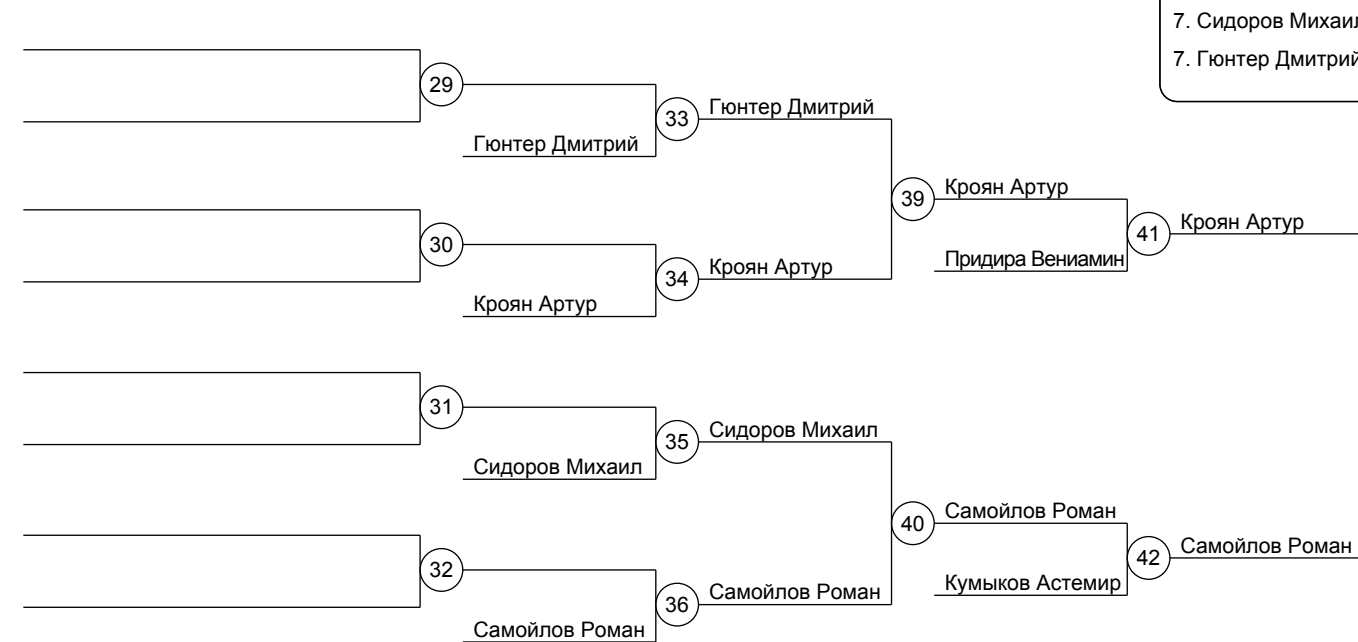 7. Сидоров Михаил
7. Гюнтер Дмитрий
29
33
Гюнтер Дмитрий
Гюнтер Дмитрий
39
Кроян Артур
41
Кроян Артур
Придира Вениамин
30
34
Кроян Артур
Кроян Артур
31
35
Сидоров Михаил
Сидоров Михаил
40
Самойлов Роман
42
Самойлов Роман
Кумыков Астемир
32
36
Самойлов Роман
Самойлов Роман